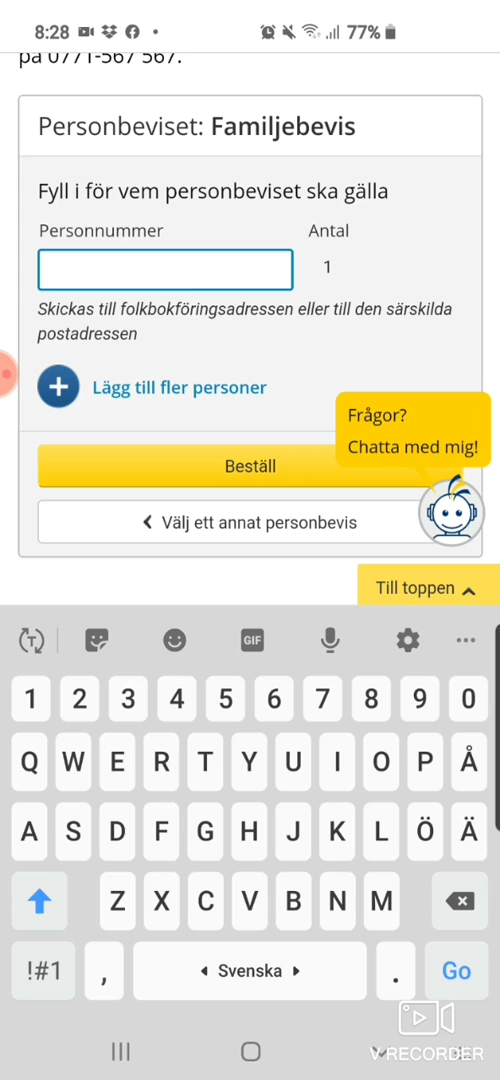 8:28 77%
på 0771-567 567.
Personbeviset: Familjebevis
Fyll i för vem personbeviset ska gälla
Personnummer Antal
1
Skickas till folkbokföringsadressen eller till den särskilda
postadressen
Lägg till fler personer
Frågor?
Chatta med mig!
Beställ
Välj ett annat personbevis
Till toppen
T GIF
1 2 3 4 5 6 7 8 9 0
Q W E R T Y U I O P Å
A S D F G H J K L Ö Ä
Z X C V B N M
!#1 , Svenska . Go
V RECORDER